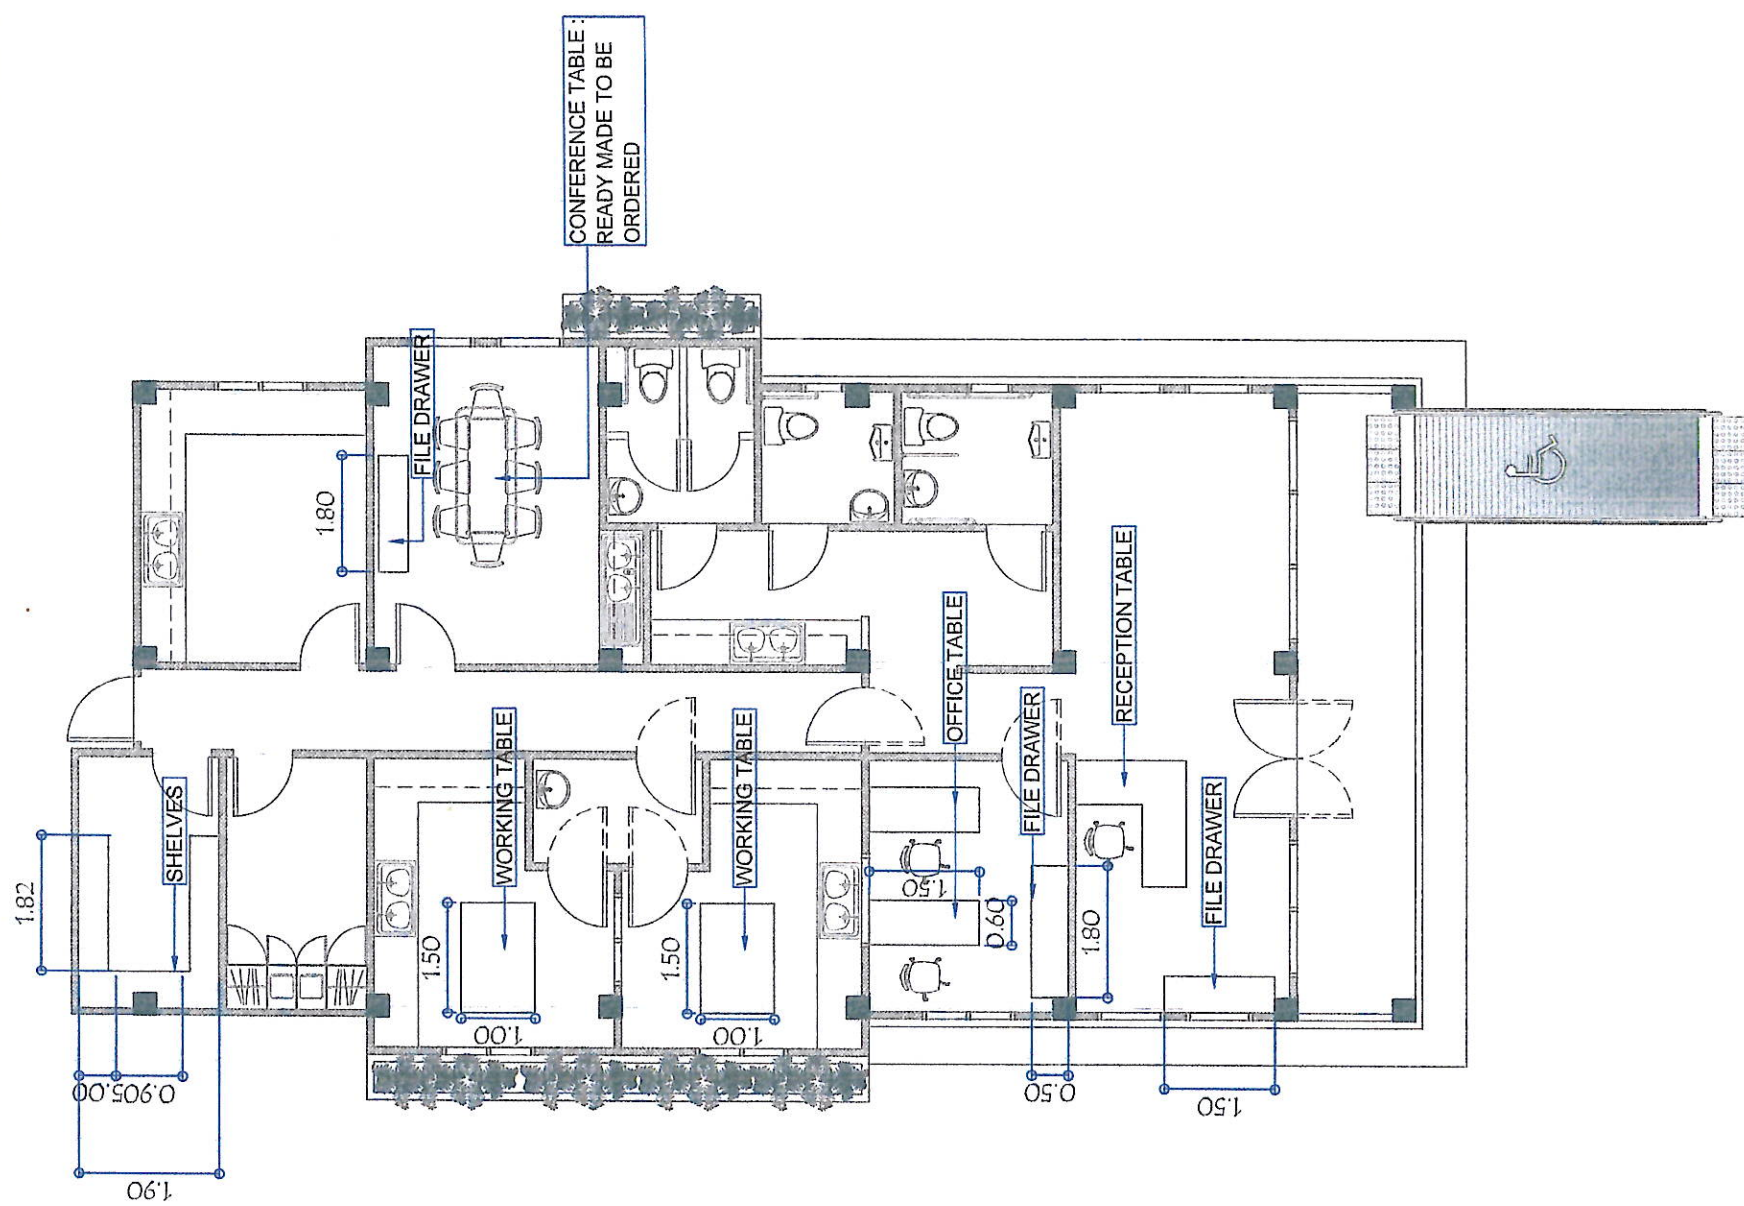 CONFERENCE TABLE :
READY MADE TO BE
ORDERED
FILE DRAWER
1.80
SHELVES
1.82
0.905.00
1.90
WORKING TABLE
1.50
1.00
WORKING TABLE
1.50
1.00
OFFICE TABLE
1.50
0.60
FILE DRAWER
1.80
0.50
RECEPTION TABLE
FILE DRAWER
1.50